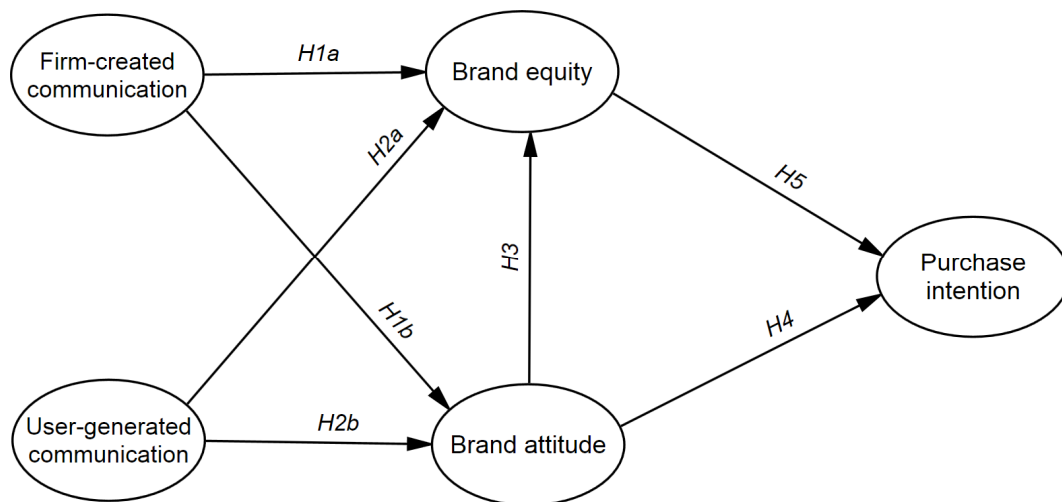 Firm-created
communication
H1a
Brand equity
H2a
H5
H3
Purchase
intention
H1b
H4
User-generated
communication
H2b
Brand attitude